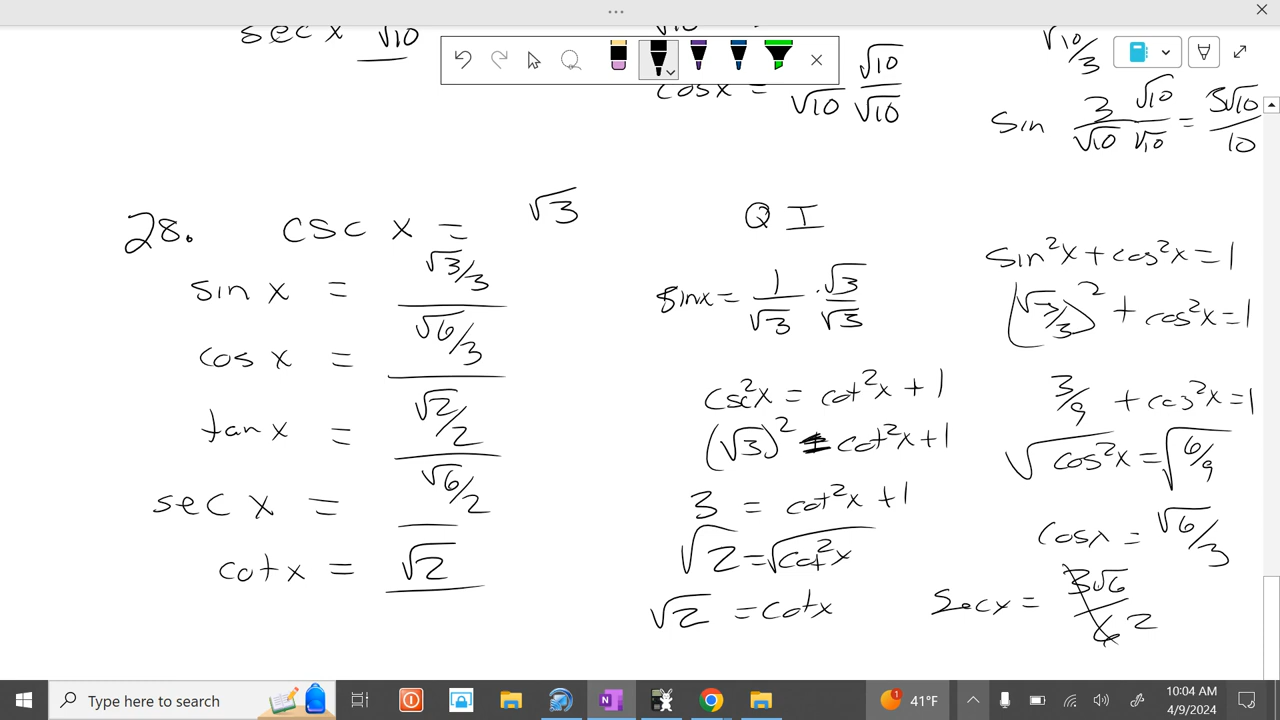 sec x √10
√10
cos x = √10 √10/√10
√10/3
sin 3/√10 √10/√10 = 3√10/10
28. csc x = √3 Q I
sin x = √3/3
cos x = √6/3
tan x = √2/2
sec x = √6/2
cot x = √2
sin x = 1/√3 · √3/√3
csc²x = cot²x + 1
(√3)² = cot²x + 1
3 = cot²x + 1
√2 = √cot²x
√2 = cot x
sin²x + cos²x = 1
(√3/3)² + cos²x = 1
3/9 + cos²x = 1
√cos²x = √6/9
cos x = √6/3
Sec x = 3√6/6 2
Type here to search
1
41°F
10:04 AM
4/9/2024